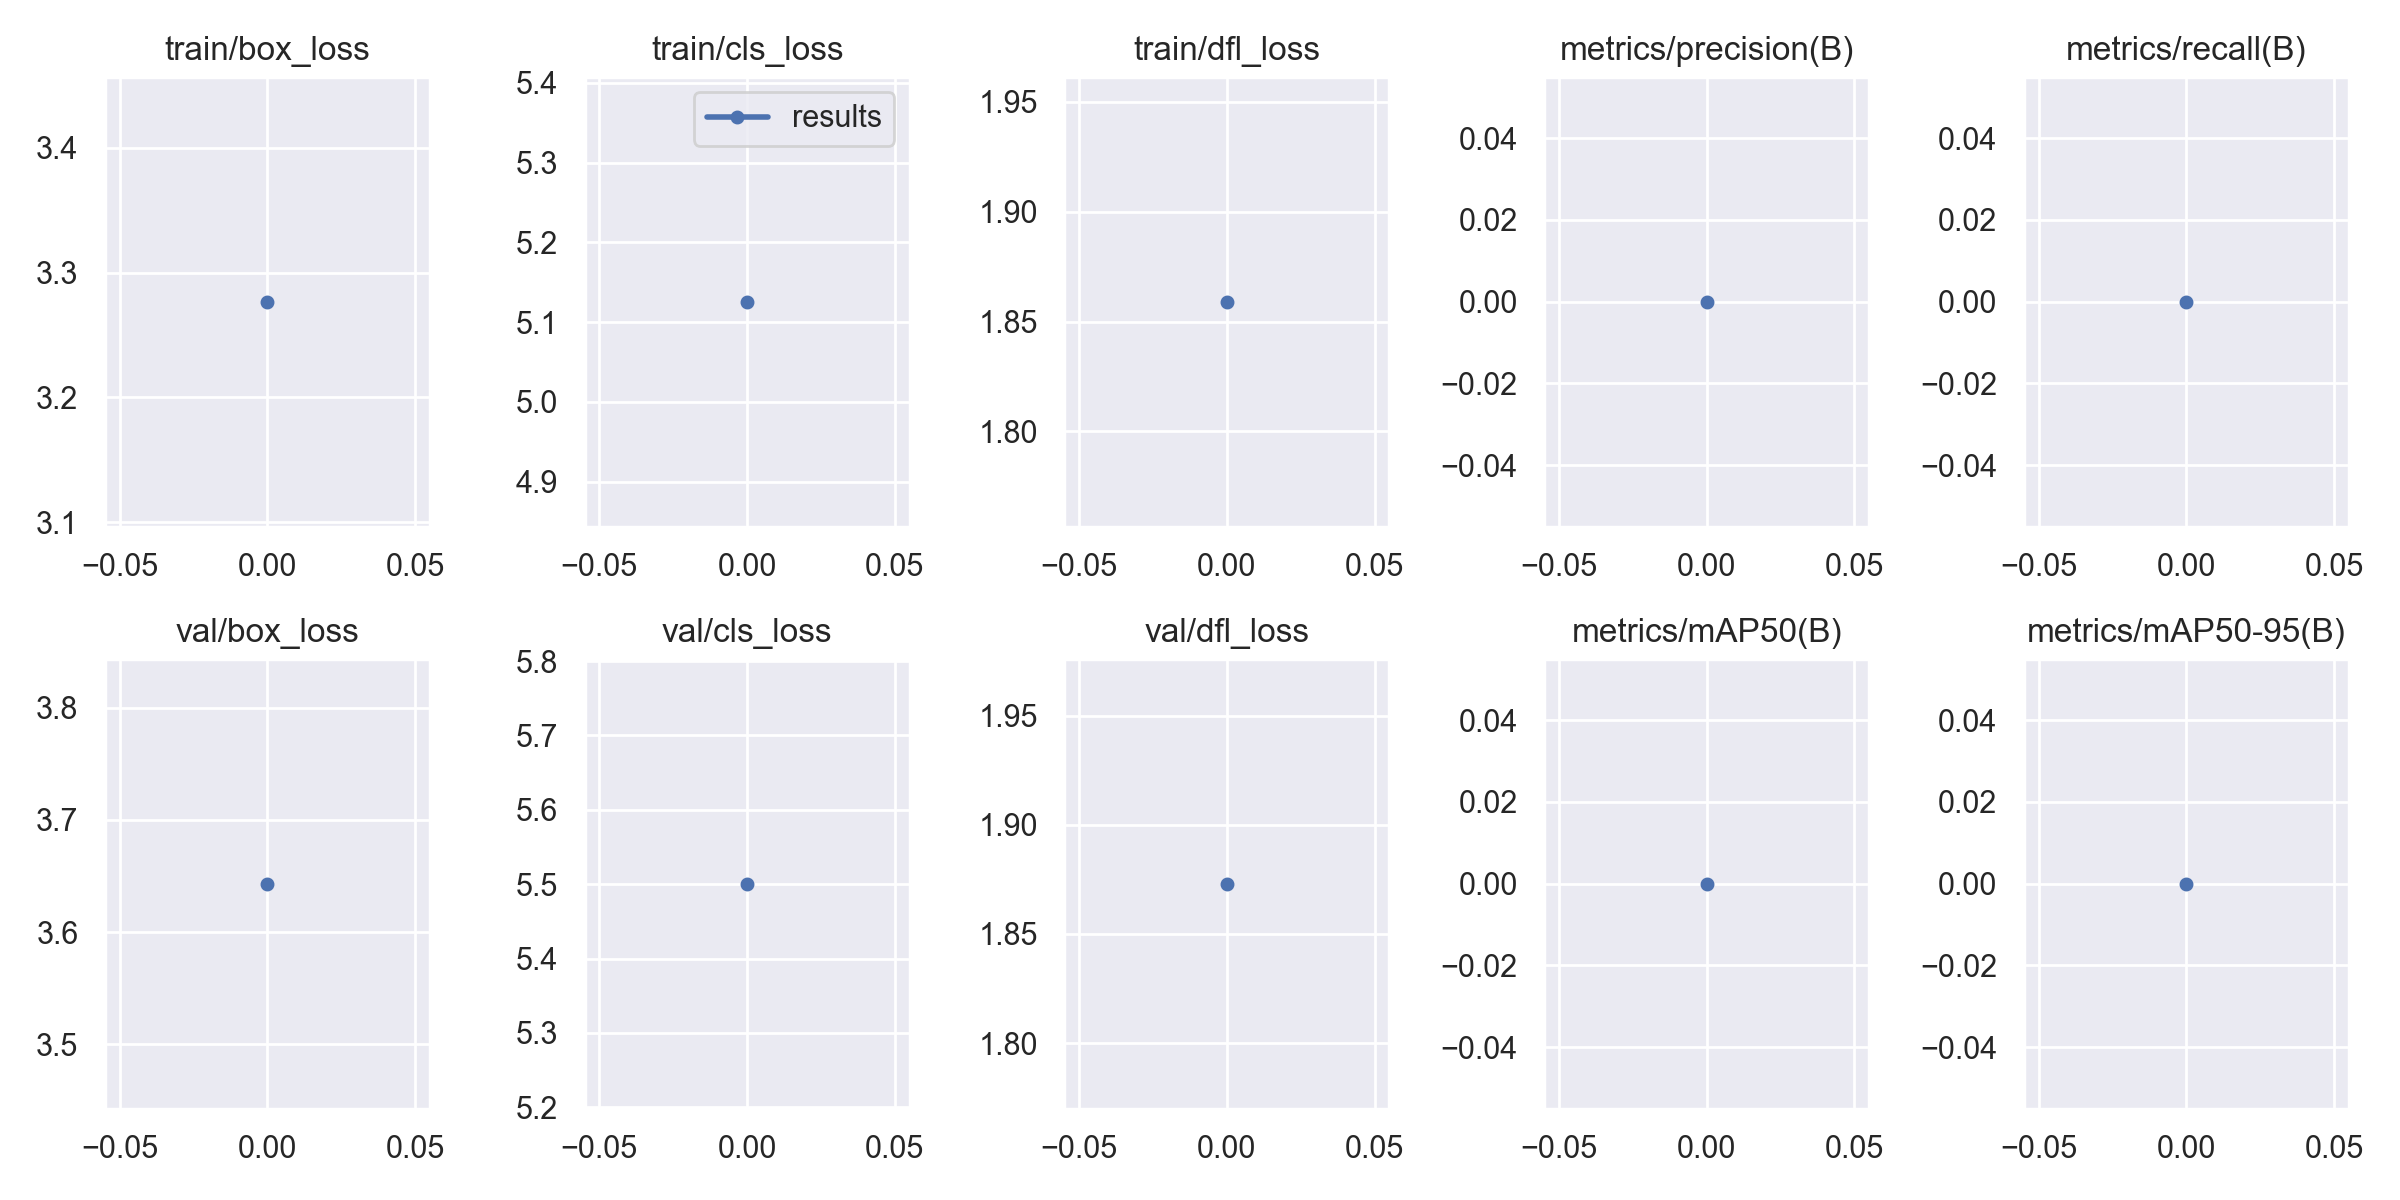 train/box_loss
3.4
3.3
3.2
3.1
−0.05 0.00 0.05
train/cls_loss
results
5.4
5.3
5.2
5.1
5.0
4.9
−0.05 0.00 0.05
train/dfl_loss
1.95
1.90
1.85
1.80
−0.05 0.00 0.05
metrics/precision(B)
0.04
0.02
0.00
−0.02
−0.04
−0.05 0.00 0.05
metrics/recall(B)
0.04
0.02
0.00
−0.02
−0.04
−0.05 0.00 0.05
val/box_loss
3.8
3.7
3.6
3.5
−0.05 0.00 0.05
val/cls_loss
5.8
5.7
5.6
5.5
5.4
5.3
5.2
−0.05 0.00 0.05
val/dfl_loss
1.95
1.90
1.85
1.80
−0.05 0.00 0.05
metrics/mAP50(B)
0.04
0.02
0.00
−0.02
−0.04
−0.05 0.00 0.05
metrics/mAP50-95(B)
0.04
0.02
0.00
−0.02
−0.04
−0.05 0.00 0.05